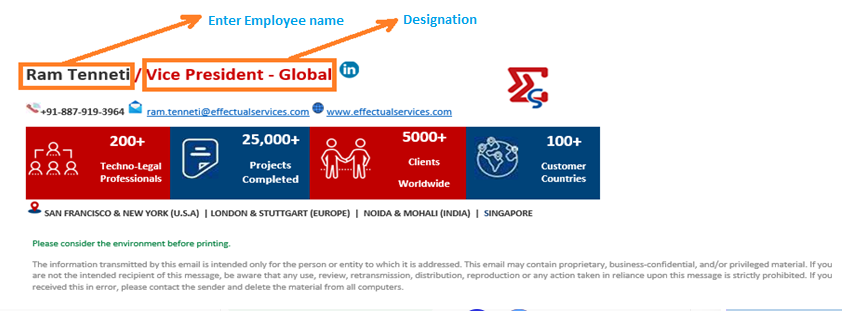 Enter Employee name
Designation
Ram Tenneti / Vice President - Global in
+91-887-919-3964 ram.tenneti@effectualservices.com www.effectualservices.com
200+
Techno-Legal
Professionals
25,000+
Projects
Completed
5000+
Clients
Worldwide
100+
Customer
Countries
SAN FRANCISCO & NEW YORK (U.S.A) | LONDON & STUTTGART (EUROPE) | NOIDA & MOHALI (INDIA) | SINGAPORE
Please consider the environment before printing.
The information transmitted by this email is intended only for the person or entity to which it is addressed. This email may contain proprietary, business-confidential, and/or privileged material. If you
are not the intended recipient of this message, be aware that any use, review, retransmission, distribution, reproduction or any action taken in reliance upon this message is strictly prohibited. If you
received this in error, please contact the sender and delete the material from all computers.